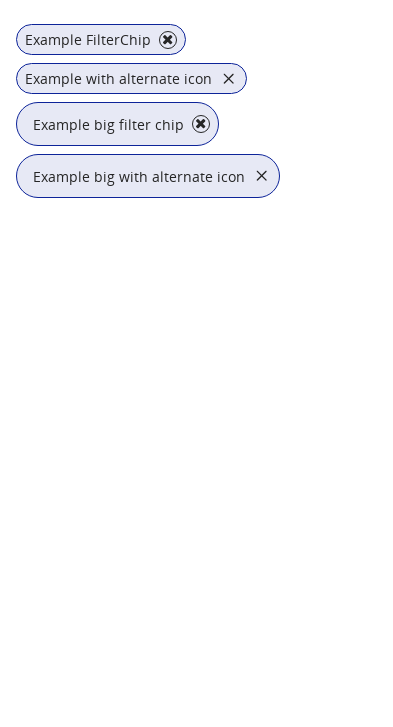 Example FilterChip
Example with alternate icon
Example big filter chip
Example big with alternate icon